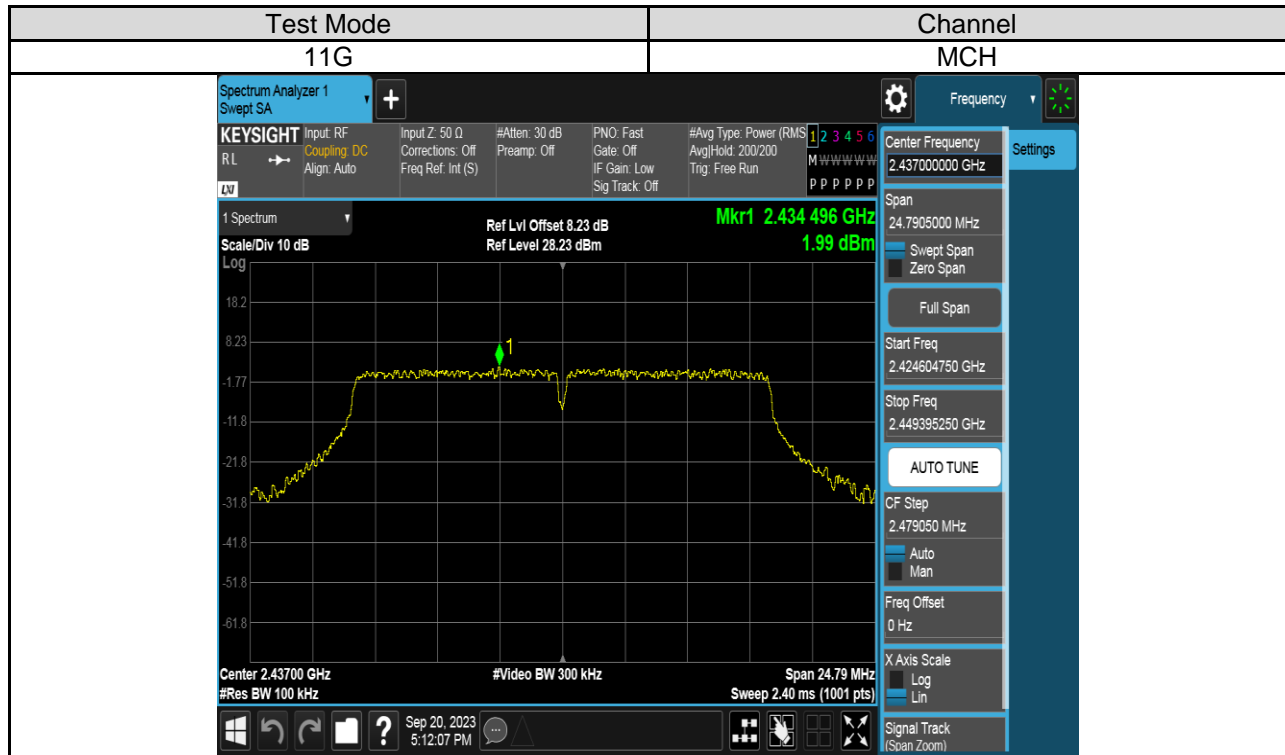 Test Mode Channel
11G MCH
Spectrum Analyzer 1
Swept SA
+
Frequency
KEYSIGHT
RL
LXI
Input: RF
Coupling: DC
Align: Auto
Input Z: 50 Ω
Corrections: Off
Freq Ref: Int (S)
#Atten: 30 dB
Preamp: Off
PNO: Fast
Gate: Off
IF Gain: Low
Sig Track: Off
#Avg Type: Power (RMS
Avg|Hold: 200/200
Trig: Free Run
1 2 3 4 5 6
M W W W W W
P P P P P P
1 Spectrum
Scale/Div 10 dB
Ref Lvl Offset 8.23 dB
Ref Level 28.23 dBm
Mkr1 2.434 496 GHz
1.99 dBm
Log
18.2
8.23
-1.77
-11.8
-21.8
-31.8
-41.8
-51.8
-61.8
1
Center 2.43700 GHz
#Res BW 100 kHz
#Video BW 300 kHz
Span 24.79 MHz
Sweep 2.40 ms (1001 pts)
?
Sep 20, 2023
5:12:07 PM
Center Frequency
2.437000000 GHz
Span
24.7905000 MHz
Swept Span
Zero Span
Full Span
Start Freq
2.424604750 GHz
Stop Freq
2.449395250 GHz
AUTO TUNE
CF Step
2.479050 MHz
Auto
Man
Freq Offset
0 Hz
X Axis Scale
Log
Lin
Signal Track
(Span Zoom)
Settings